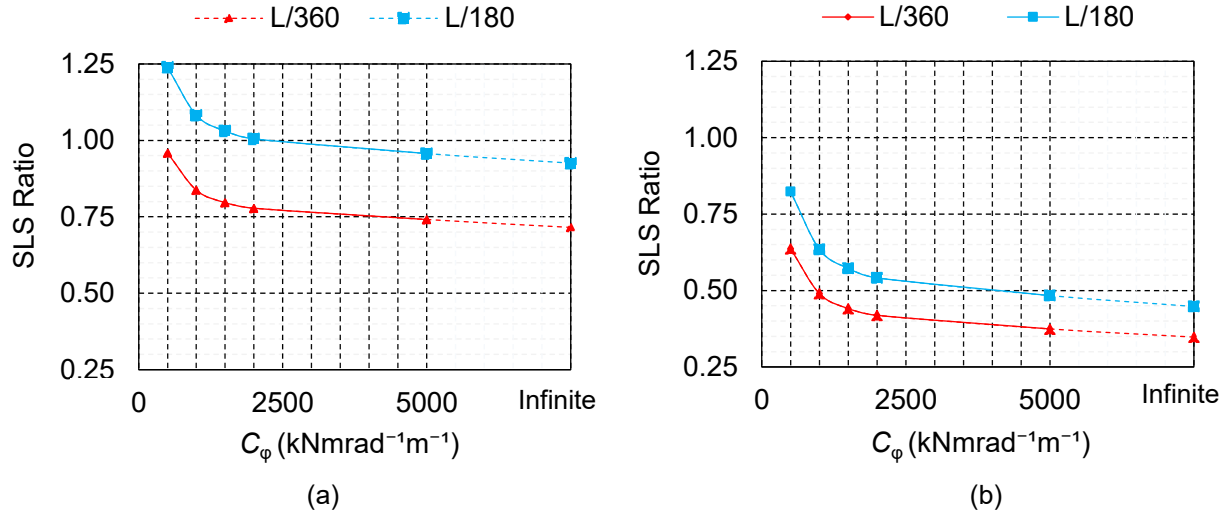 L/360 L/180
1.25
1.00
0.75
0.50
0.25
SLS Ratio
0 2500 5000 Infinite
Cφ (kNmrad⁻¹m⁻¹)
(a)
L/360 L/180
1.25
1.00
0.75
0.50
0.25
SLS Ratio
0 2500 5000 Infinite
Cφ (kNmrad⁻¹m⁻¹)
(b)